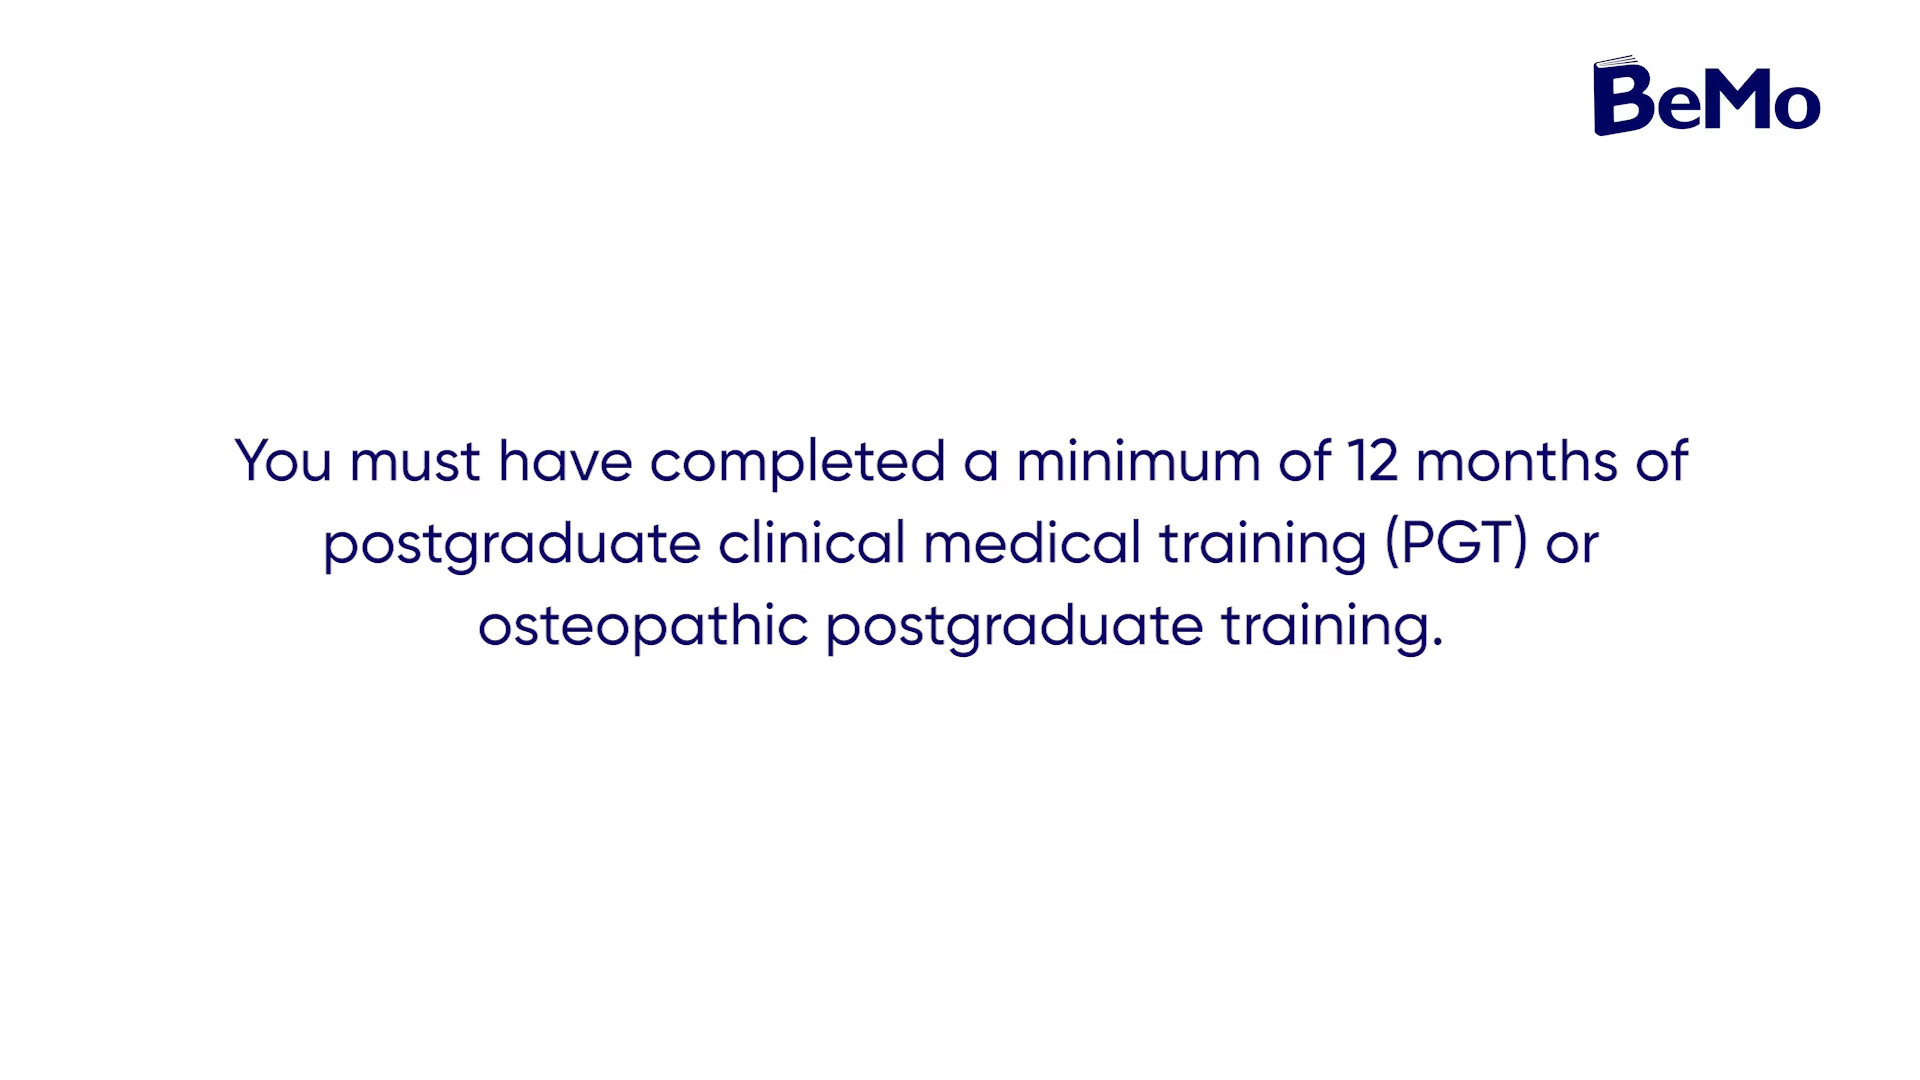 BeMo
You must have completed a minimum of 12 months of
postgraduate clinical medical training (PGT) or
osteopathic postgraduate training.